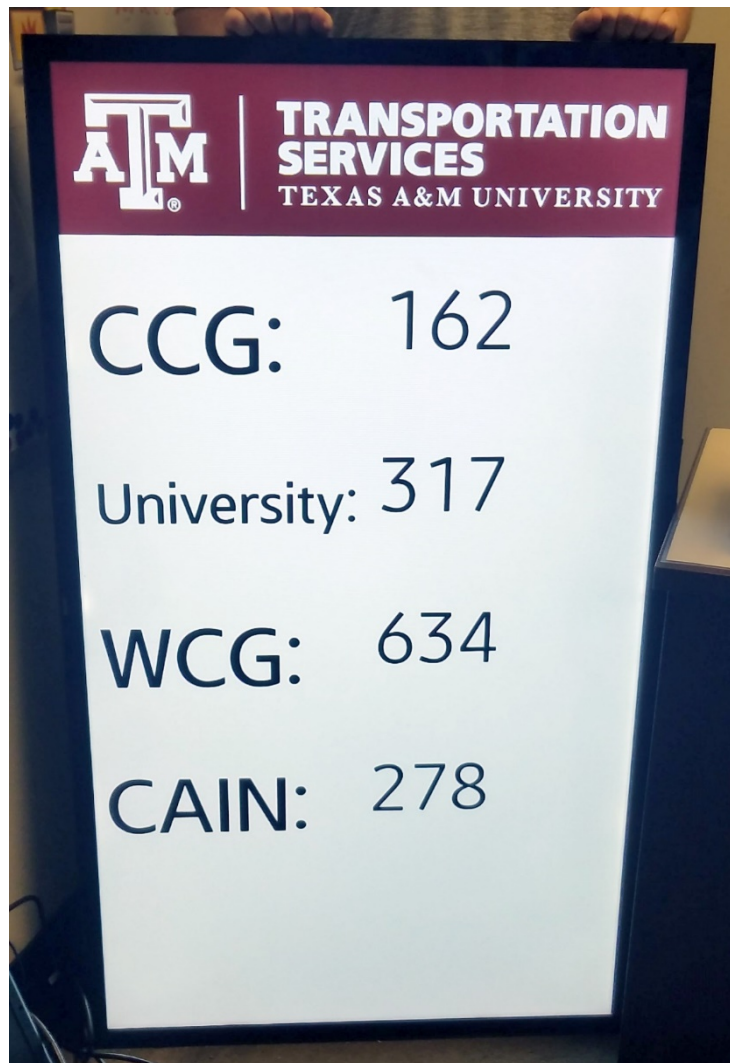 ATM ® TRANSPORTATION
SERVICES
TEXAS A&M UNIVERSITY
CCG: 162
University: 317
WCG: 634
CAIN: 278